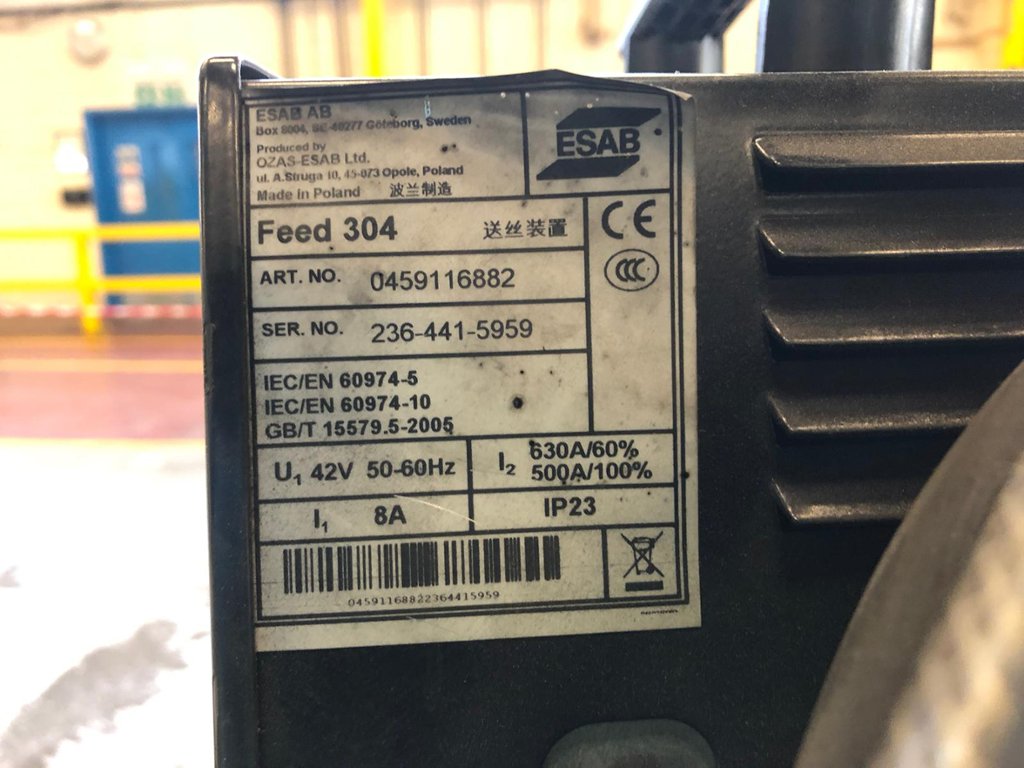 ESAB AB
Box 8004, SE-40277 Göteborg, Sweden
Produced by
OZAS-ESAB Ltd.
ul. A.Struga 10, 45-073 Opole, Poland
Made in Poland 波兰制造
ESAB
Feed 304 送丝装置
CE
CCC
ART. NO. 0459116882
SER. NO. 236-441-5959
IEC/EN 60974-5
IEC/EN 60974-10
GB/T 15579.5-2005
U1 42V 50-60Hz
I2 630A/60%
500A/100%
I1 8A
IP23
04591168822364415959